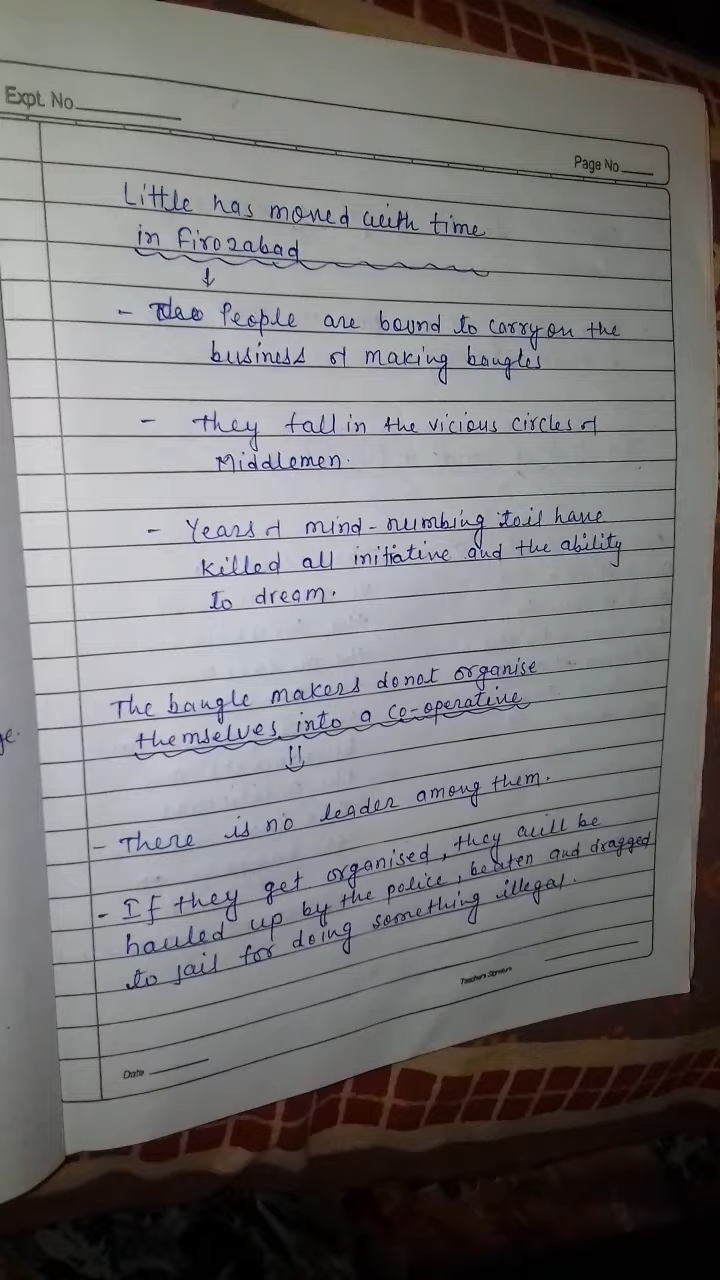 Expt. No
Page No
Little has moved with time
in Firozabad
- People are bound to carry on the
business of making bangles
- they fall in the vicious circles of
Middlemen.
- Years of mind-numbing toil have
killed all initiative and the ability
to dream.
The bangle makers do not organise
themselves into a co-operative
- There is no leader among them.
- If they get organised, they will be
hauled up by the police, beaten and dragged
to jail for doing something illegal.
Date